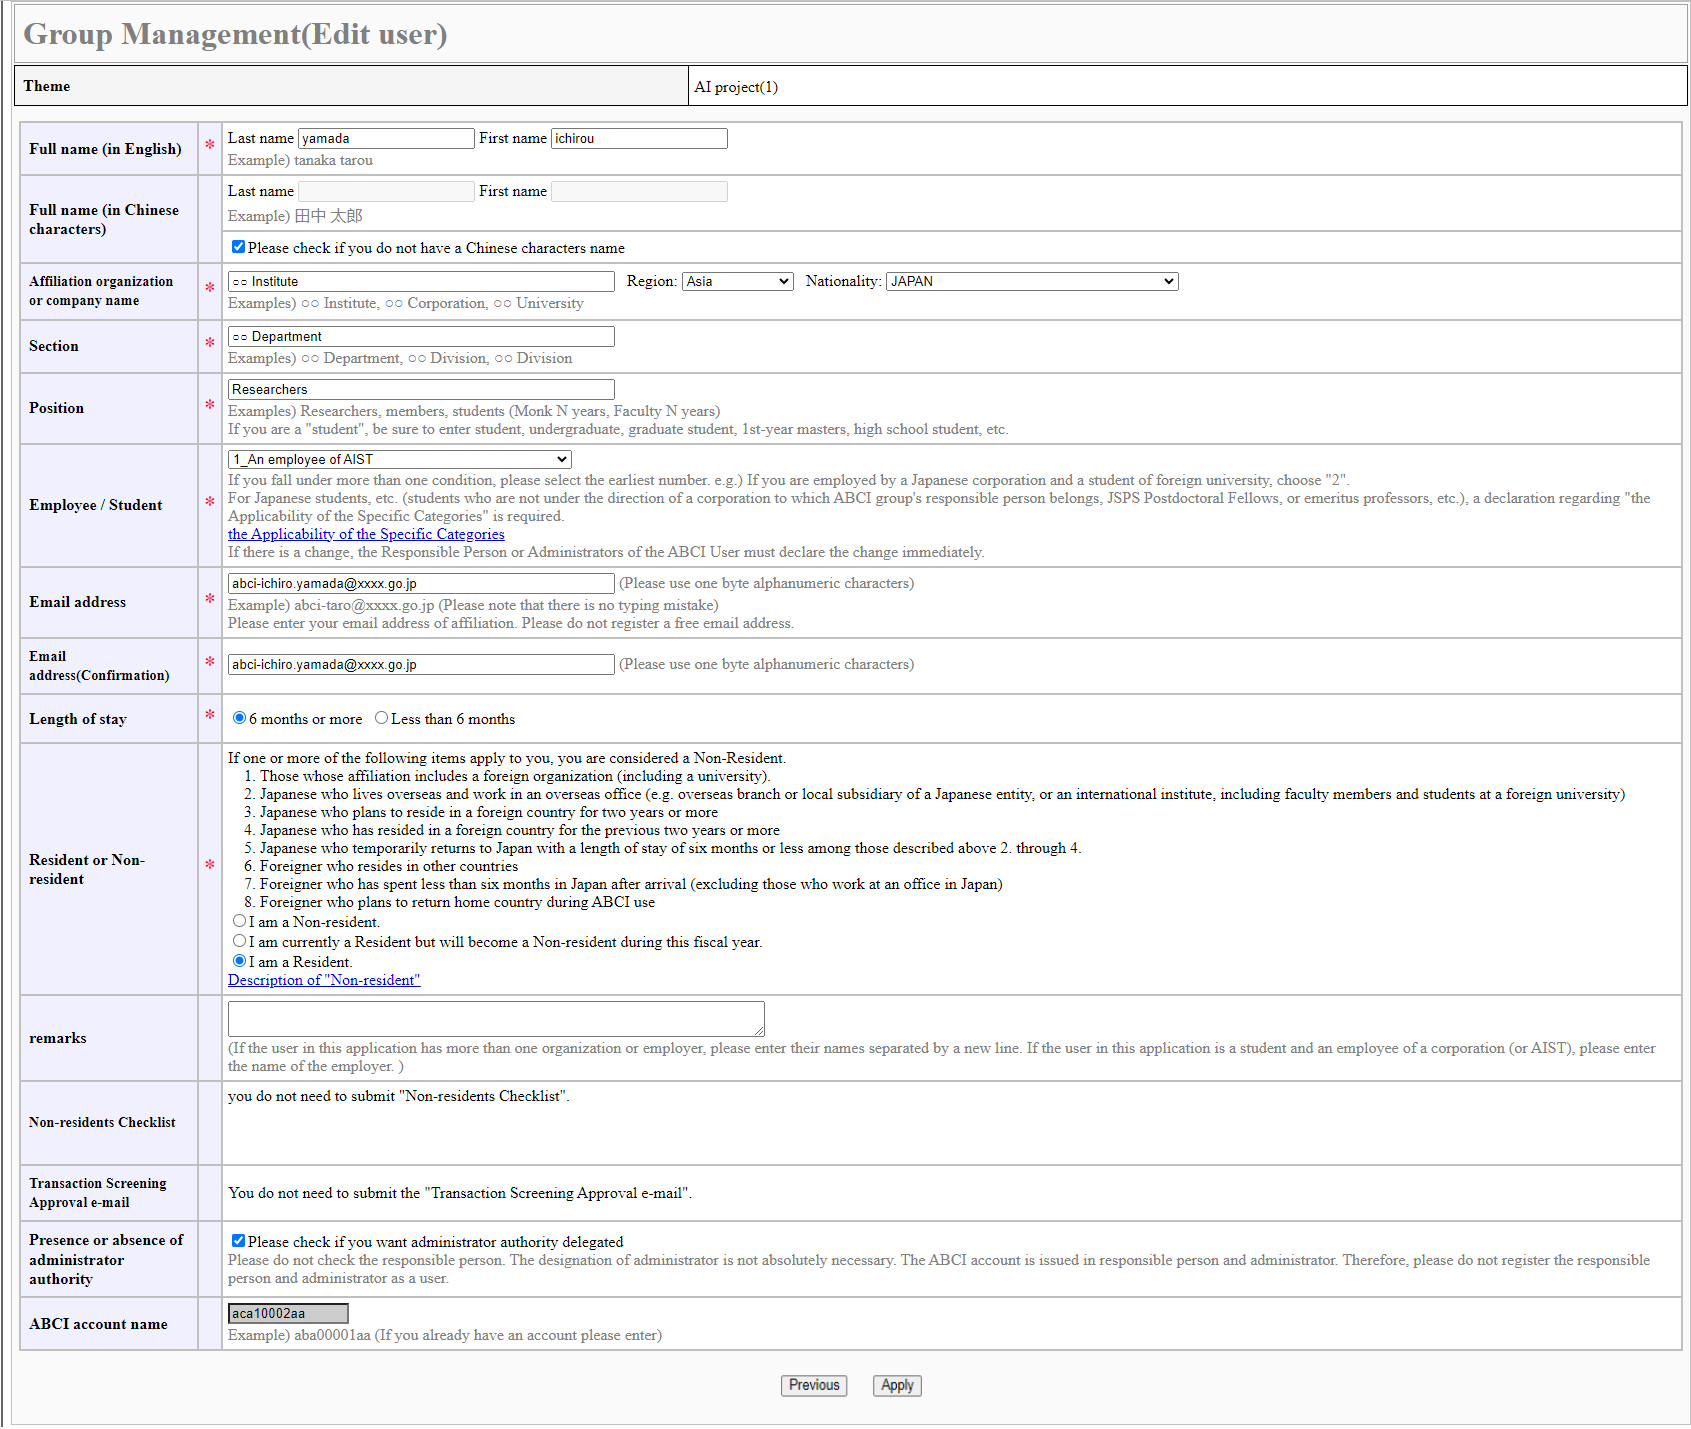 Group Management(Edit user)
Theme
AI project(1)
Full name (in English)
*
Last name yamada First name ichirou
Example) tanaka tarou
Full name (in Chinese characters)
Last name First name
Example) 田中 太郎
Please check if you do not have a Chinese characters name
Affiliation organization or company name
*
○○ Institute Region: Asia Nationality: JAPAN
Examples) ○○ Institute, ○○ Corporation, ○○ University
Section
*
○○ Department
Examples) ○○ Department, ○○ Division, ○○ Division
Position
*
Researchers
Examples) Researchers, members, students (Monk N years, Faculty N years)
If you are a "student", be sure to enter student, undergraduate, graduate student, 1st-year masters, high school student, etc.
Employee / Student
*
1_An employee of AIST
If you fall under more than one condition, please select the earliest number. e.g.) If you are employed by a Japanese corporation and a student of foreign university, choose "2".
For Japanese students, etc. (students who are not under the direction of a corporation to which ABCI group's responsible person belongs, JSPS Postdoctoral Fellows, or emeritus professors, etc.), a declaration regarding "the
Applicability of the Specific Categories" is required.
the Applicability of the Specific Categories
If there is a change, the Responsible Person or Administrators of the ABCI User must declare the change immediately.
Email address
*
abci-ichiro.yamada@xxxx.go.jp (Please use one byte alphanumeric characters)
Example) abci-taro@xxxx.go.jp (Please note that there is no typing mistake)
Please enter your email address of affiliation. Please do not register a free email address.
Email address(Confirmation)
*
abci-ichiro.yamada@xxxx.go.jp (Please use one byte alphanumeric characters)
Length of stay
*
6 months or more Less than 6 months
Resident or Non-resident
*
If one or more of the following items apply to you, you are considered a Non-Resident.
1. Those whose affiliation includes a foreign organization (including a university).
2. Japanese who lives overseas and work in an overseas office (e.g. overseas branch or local subsidiary of a Japanese entity, or an international institute, including faculty members and students at a foreign university)
3. Japanese who plans to reside in a foreign country for two years or more
4. Japanese who has resided in a foreign country for the previous two years or more
5. Japanese who temporarily returns to Japan with a length of stay of six months or less among those described above 2. through 4.
6. Foreigner who resides in other countries
7. Foreigner who has spent less than six months in Japan after arrival (excluding those who work at an office in Japan)
8. Foreigner who plans to return home country during ABCI use
I am a Non-resident.
I am currently a Resident but will become a Non-resident during this fiscal year.
I am a Resident.
Description of "Non-resident"
remarks
(If the user in this application has more than one organization or employer, please enter their names separated by a new line. If the user in this application is a student and an employee of a corporation (or AIST), please enter
the name of the employer. )
Non-residents Checklist
you do not need to submit "Non-residents Checklist".
Transaction Screening Approval e-mail
You do not need to submit the "Transaction Screening Approval e-mail".
Presence or absence of administrator authority
Please check if you want administrator authority delegated
Please do not check the responsible person. The designation of administrator is not absolutely necessary. The ABCI account is issued in responsible person and administrator. Therefore, please do not register the responsible
person and administrator as a user.
ABCI account name
aca10002aa
Example) aba00001aa (If you already have an account please enter)
Previous Apply